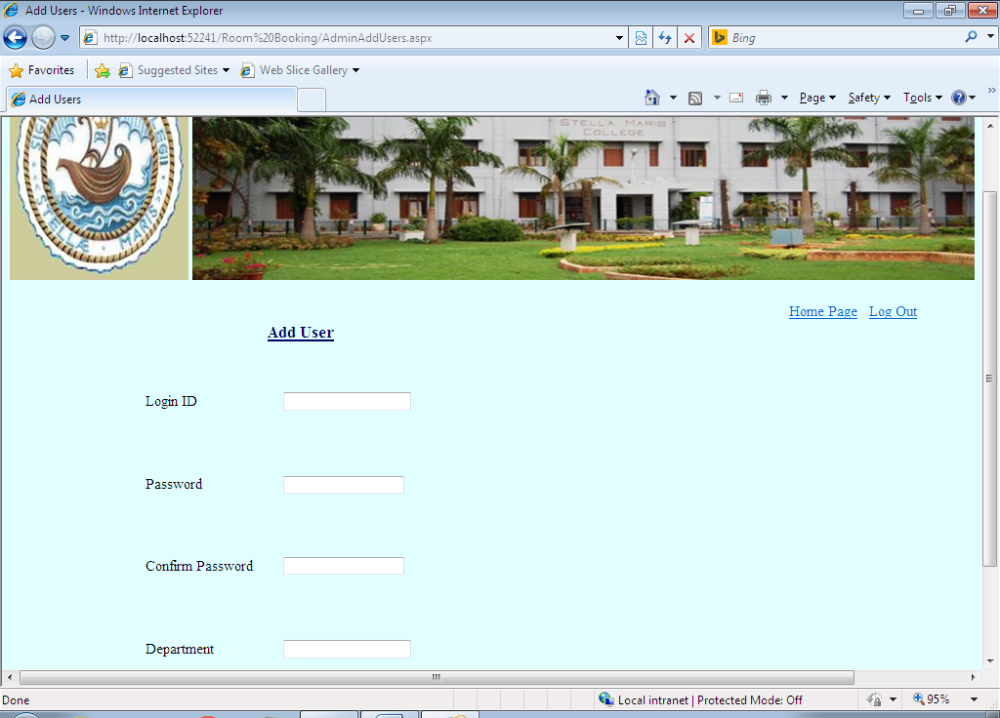 Add Users - Windows Internet Explorer
http://localhost:52241/Room%20Booking/AdminAddUsers.aspx
Bing
Favorites
Suggested Sites
Web Slice Gallery
Add Users
Page
Safety
Tools
STELLA MARIS
COLLEGE
STELLA MARIS
Home Page
Log Out
Add User
Login ID
Password
Confirm Password
Department
Done
Local intranet | Protected Mode: Off
95%